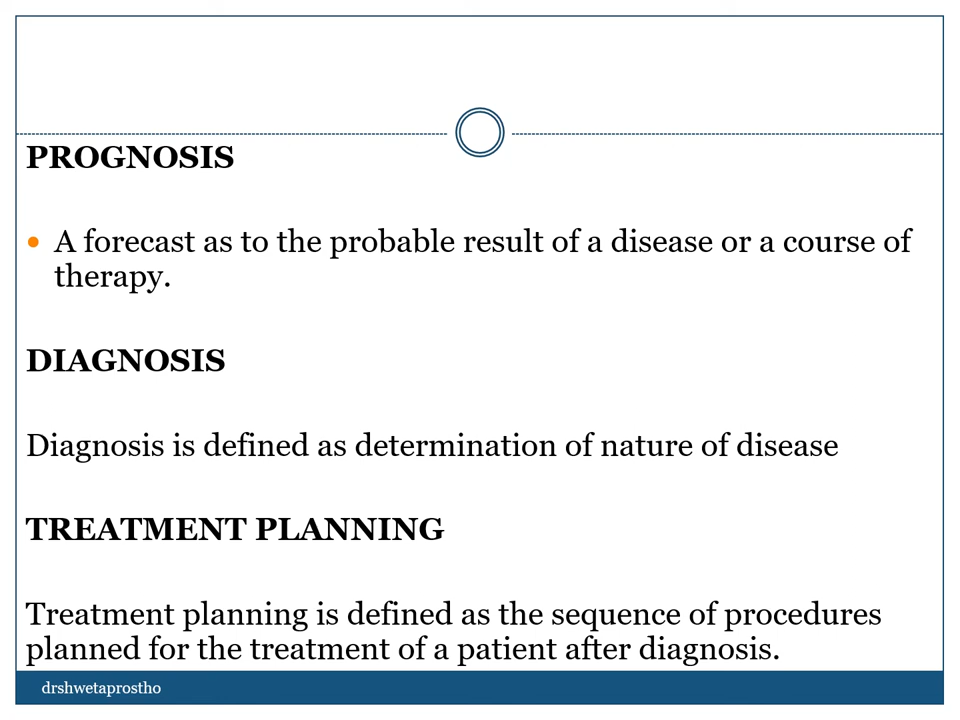 PROGNOSIS
• A forecast as to the probable result of a disease or a course of
therapy.
DIAGNOSIS
Diagnosis is defined as determination of nature of disease
TREATMENT PLANNING
Treatment planning is defined as the sequence of procedures
planned for the treatment of a patient after diagnosis.
drshwetaprostho